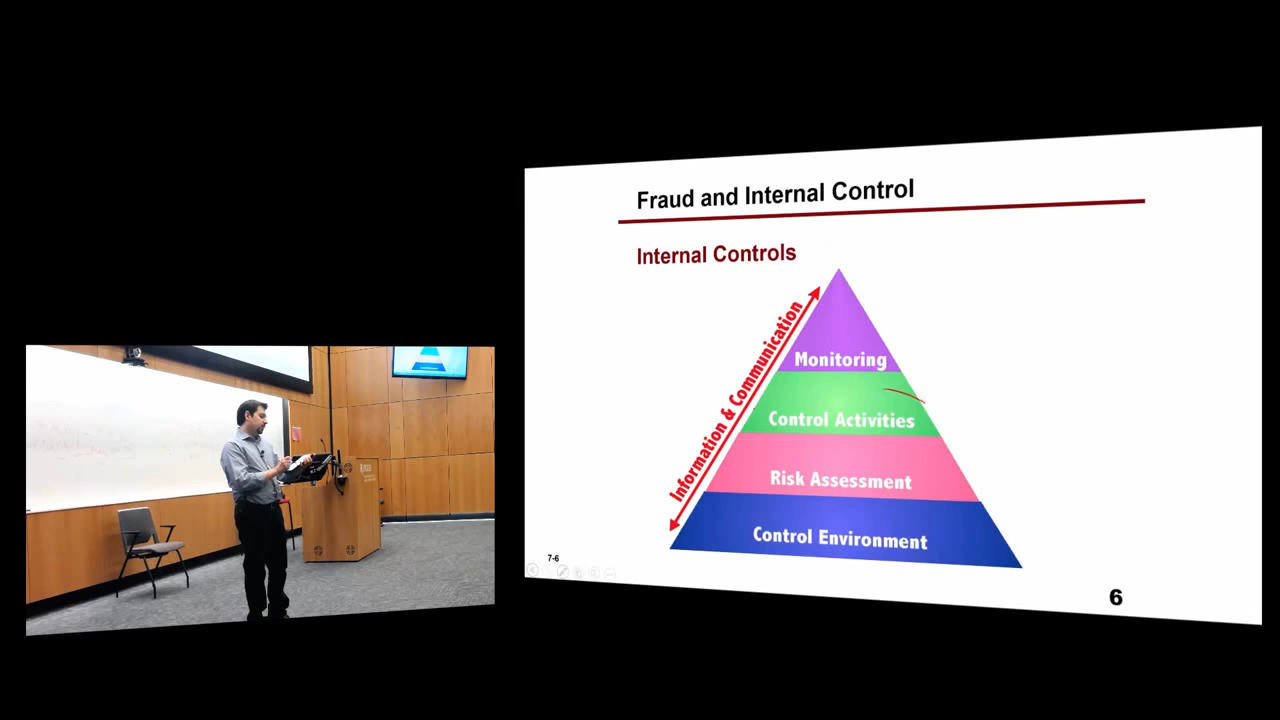 Fraud and Internal Control
Internal Controls
Information & Communication
Monitoring
Control Activities
Risk Assessment
Control Environment
7-6
6